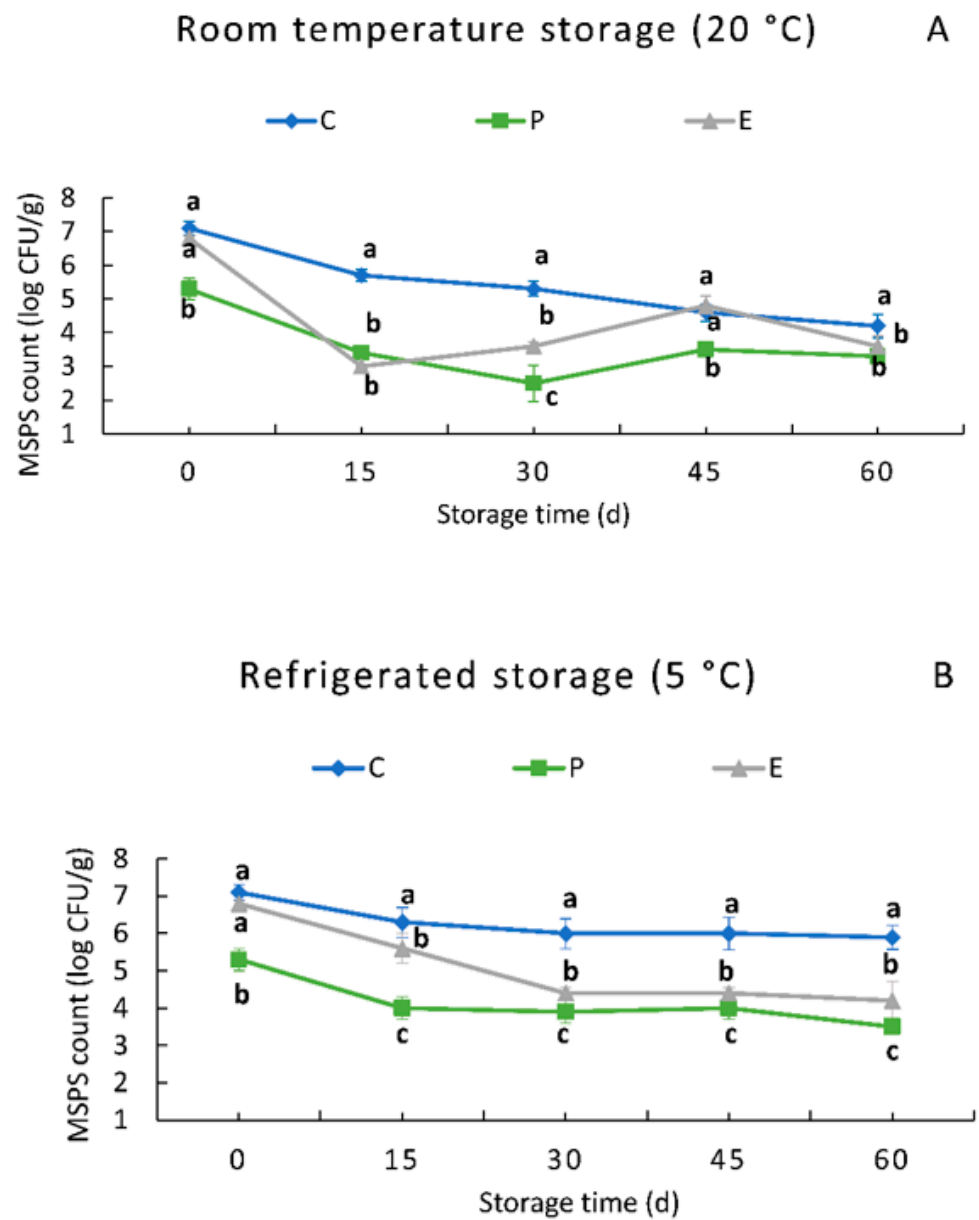 Room temperature storage (20 °C) A
C P E
MSPS count (log CFU/g)
8
7
6
5
4
3
2
1
a
a
b
a
b
b
a
b
c
a
a
b
a
b
b
0 15 30 45 60
Storage time (d)
Refrigerated storage (5 °C) B
C P E
MSPS count (log CFU/g)
8
7
6
5
4
3
2
1
a
a
b
a
b
c
a
b
c
a
b
c
a
b
c
0 15 30 45 60
Storage time (d)